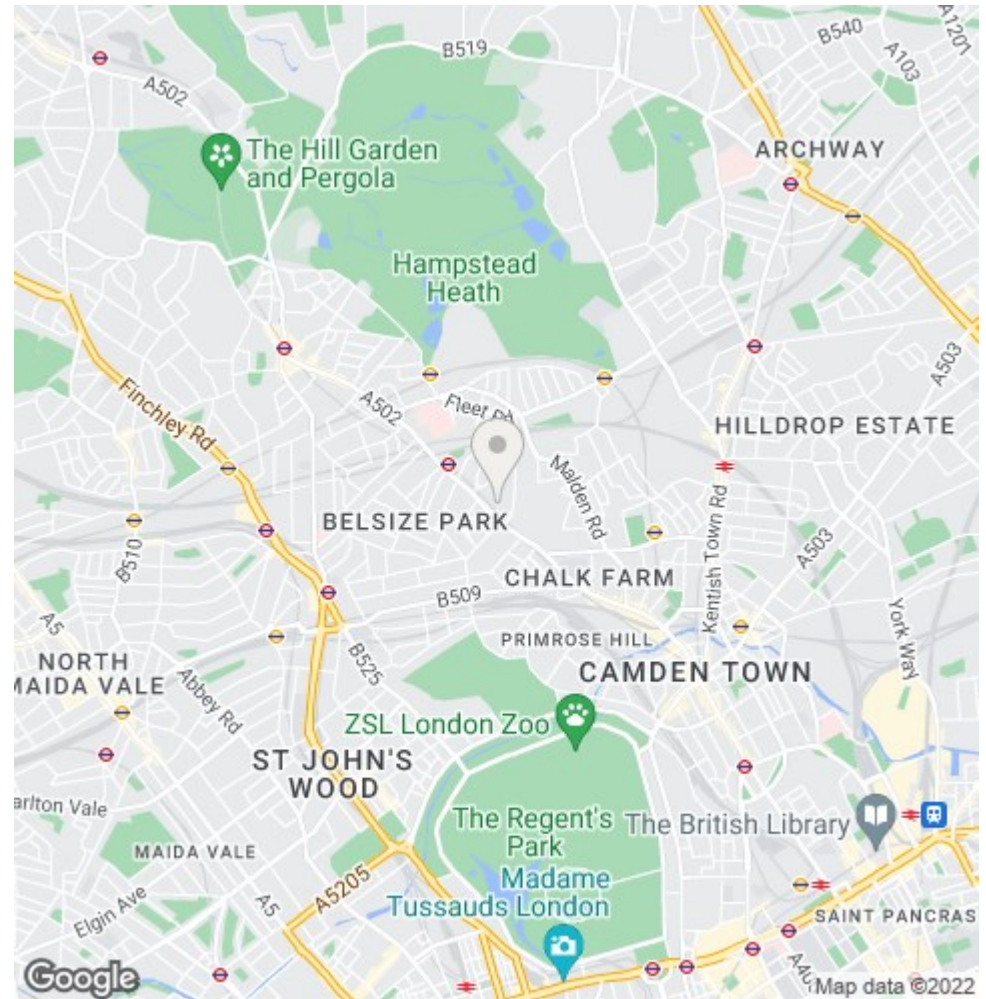 B519
B540
A1201
A103
A502
The Hill Garden
and Pergola
ARCHWAY
Hampstead
Heath
A503
Finchley Rd
A502
Fleet Rd
HILLDROP ESTATE
Malden Rd
BELSIZE PARK
Kentish Town Rd
A503
B510
CHALK FARM
B509
A5
York Way
PRIMROSE HILL
NORTH
MAIDA VALE
Abbey Rd
B525
CAMDEN TOWN
ZSL London Zoo
ST JOHN'S
WOOD
arlton Vale
The Regent's
Park
The British Library
MAIDA VALE
Madame
Tussauds London
A5205
Elgin Ave
A5
SAINT PANCRAS
Google
Map data ©2022